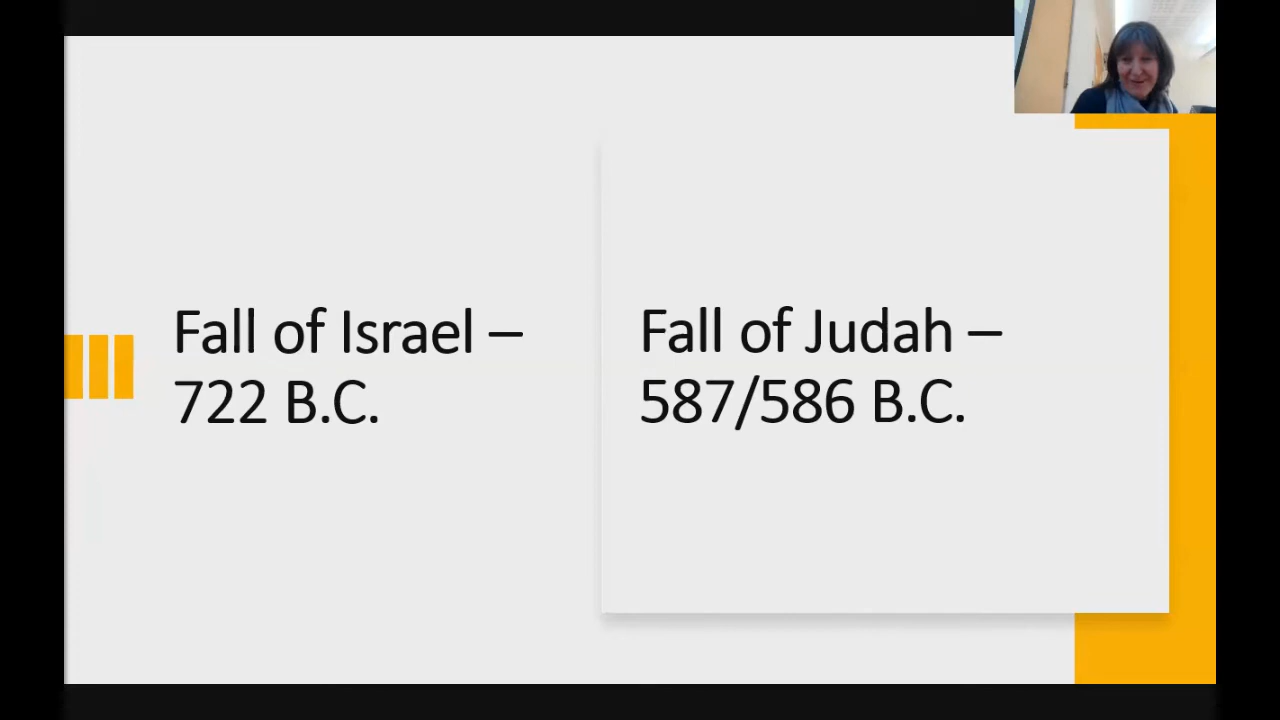 Fall of Israel –
722 B.C.
Fall of Judah –
587/586 B.C.